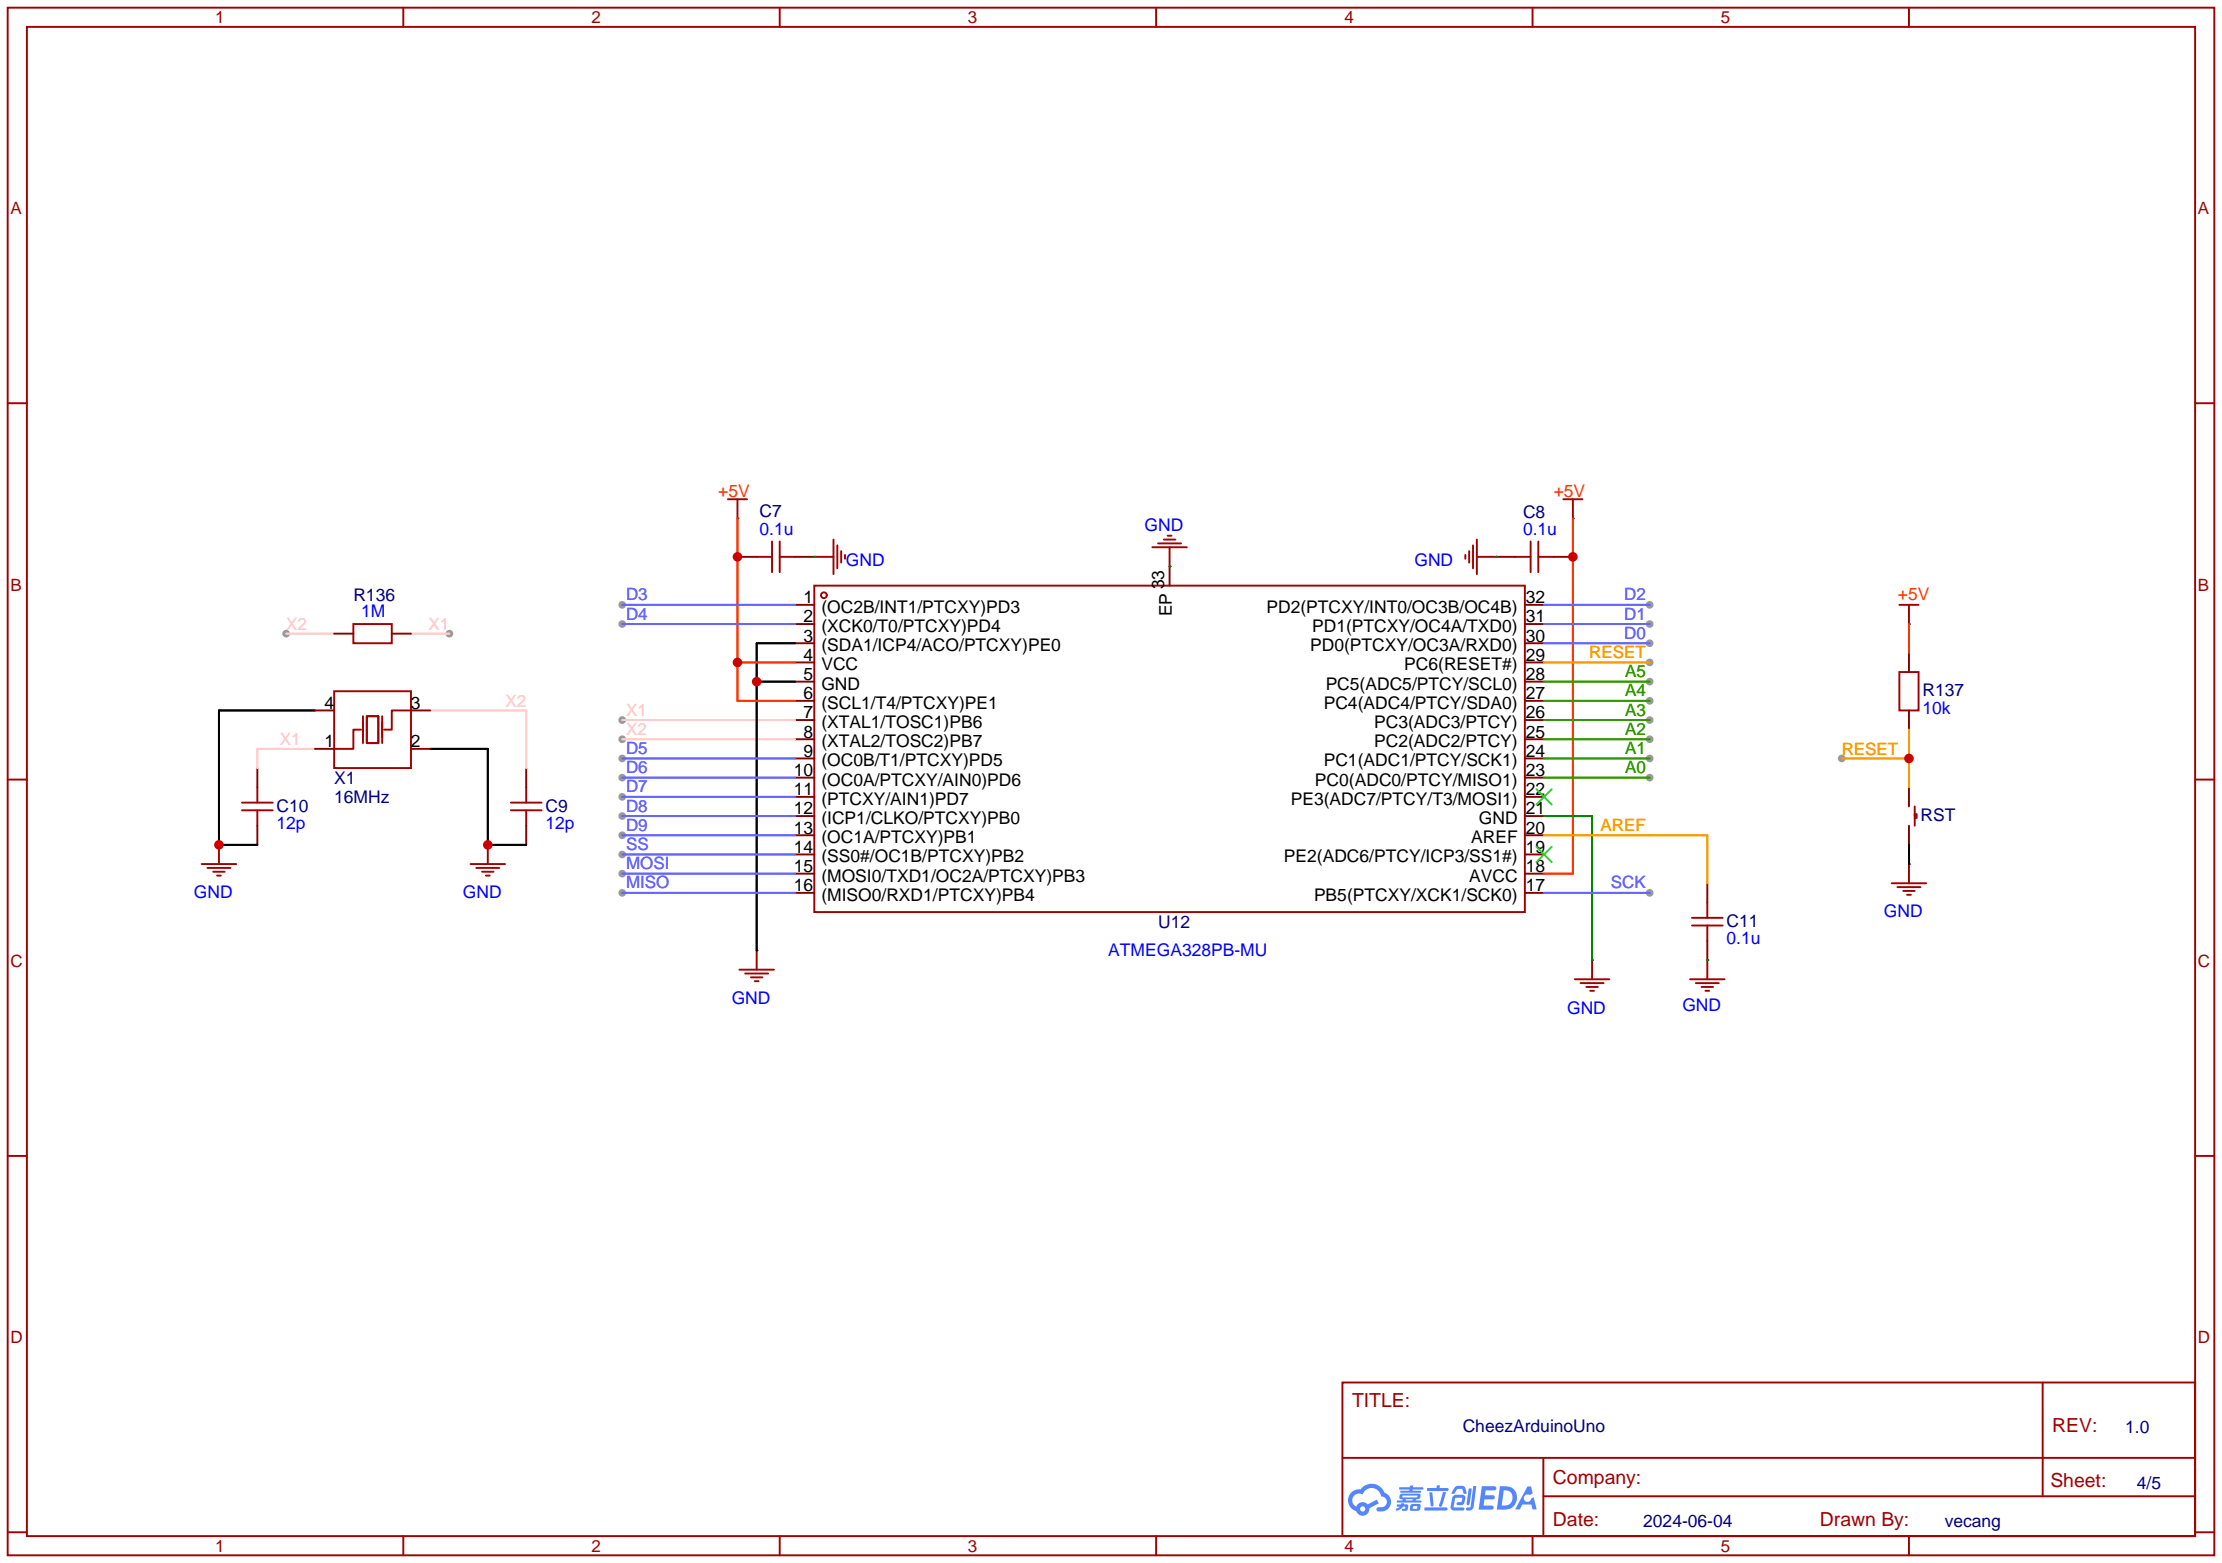 1 2 3 4 5
A A
B B
C C
D D
+5V
C7
0.1u
GND
GND
EP 33
+5V
C8
0.1u
GND
R136
1M
X2 X1
4 3 X2
X1 1 2
X1
16MHz
C10
12p
C9
12p
GND GND
D3 1 (OC2B/INT1/PTCXY)PD3
D4 2 (XCK0/T0/PTCXY)PD4
3 (SDA1/ICP4/ACO/PTCXY)PE0
4 VCC
5 GND
6 (SCL1/T4/PTCXY)PE1
X1 7 (XTAL1/TOSC1)PB6
X2 8 (XTAL2/TOSC2)PB7
D5 9 (OC0B/T1/PTCXY)PD5
D6 10 (OC0A/PTCXY/AIN0)PD6
D7 11 (PTCXY/AIN1)PD7
D8 12 (ICP1/CLKO/PTCXY)PB0
D9 13 (OC1A/PTCXY)PB1
SS 14 (SS0#/OC1B/PTCXY)PB2
MOSI 15 (MOSI0/TXD1/OC2A/PTCXY)PB3
MISO 16 (MISO0/RXD1/PTCXY)PB4
PD2(PTCXY/INT0/OC3B/OC4B) 32 D2
PD1(PTCXY/OC4A/TXD0) 31 D1
PD0(PTCXY/OC3A/RXD0) 30 D0
PC6(RESET#) 29 RESET
PC5(ADC5/PTCY/SCL0) 28 A5
PC4(ADC4/PTCY/SDA0) 27 A4
PC3(ADC3/PTCY) 26 A3
PC2(ADC2/PTCY) 25 A2
PC1(ADC1/PTCY/SCK1) 24 A1
PC0(ADC0/PTCY/MISO1) 23 A0
PE3(ADC7/PTCY/T3/MOSI1) 22
GND 21
AREF 20 AREF
PE2(ADC6/PTCY/ICP3/SS1#) 19
AVCC 18
PB5(PTCXY/XCK1/SCK0) 17 SCK
U12
ATMEGA328PB-MU
GND
GND
C11
0.1u
GND
+5V
R137
10k
RESET
RST
GND
TITLE:
CheezArduinoUno
REV: 1.0
嘉立创EDA
Company:
Sheet: 4/5
Date: 2024-06-04 Drawn By: vecang
1 2 3 4 5